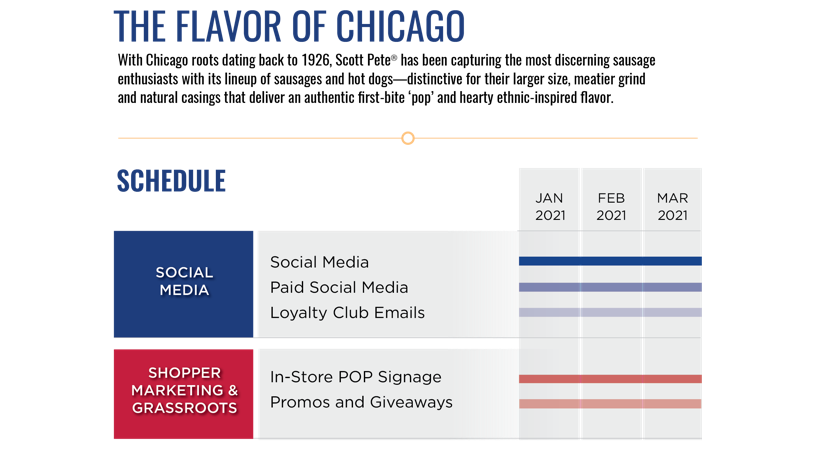 THE FLAVOR OF CHICAGO
With Chicago roots dating back to 1926, Scott Pete® has been capturing the most discerning sausage
enthusiasts with its lineup of sausages and hot dogs—distinctive for their larger size, meatier grind
and natural casings that deliver an authentic first-bite ‘pop’ and hearty ethnic-inspired flavor.
SCHEDULE
JAN FEB MAR
2021 2021 2021
SOCIAL
MEDIA
Social Media
Paid Social Media
Loyalty Club Emails
SHOPPER
MARKETING &
GRASSROOTS
In-Store POP Signage
Promos and Giveaways